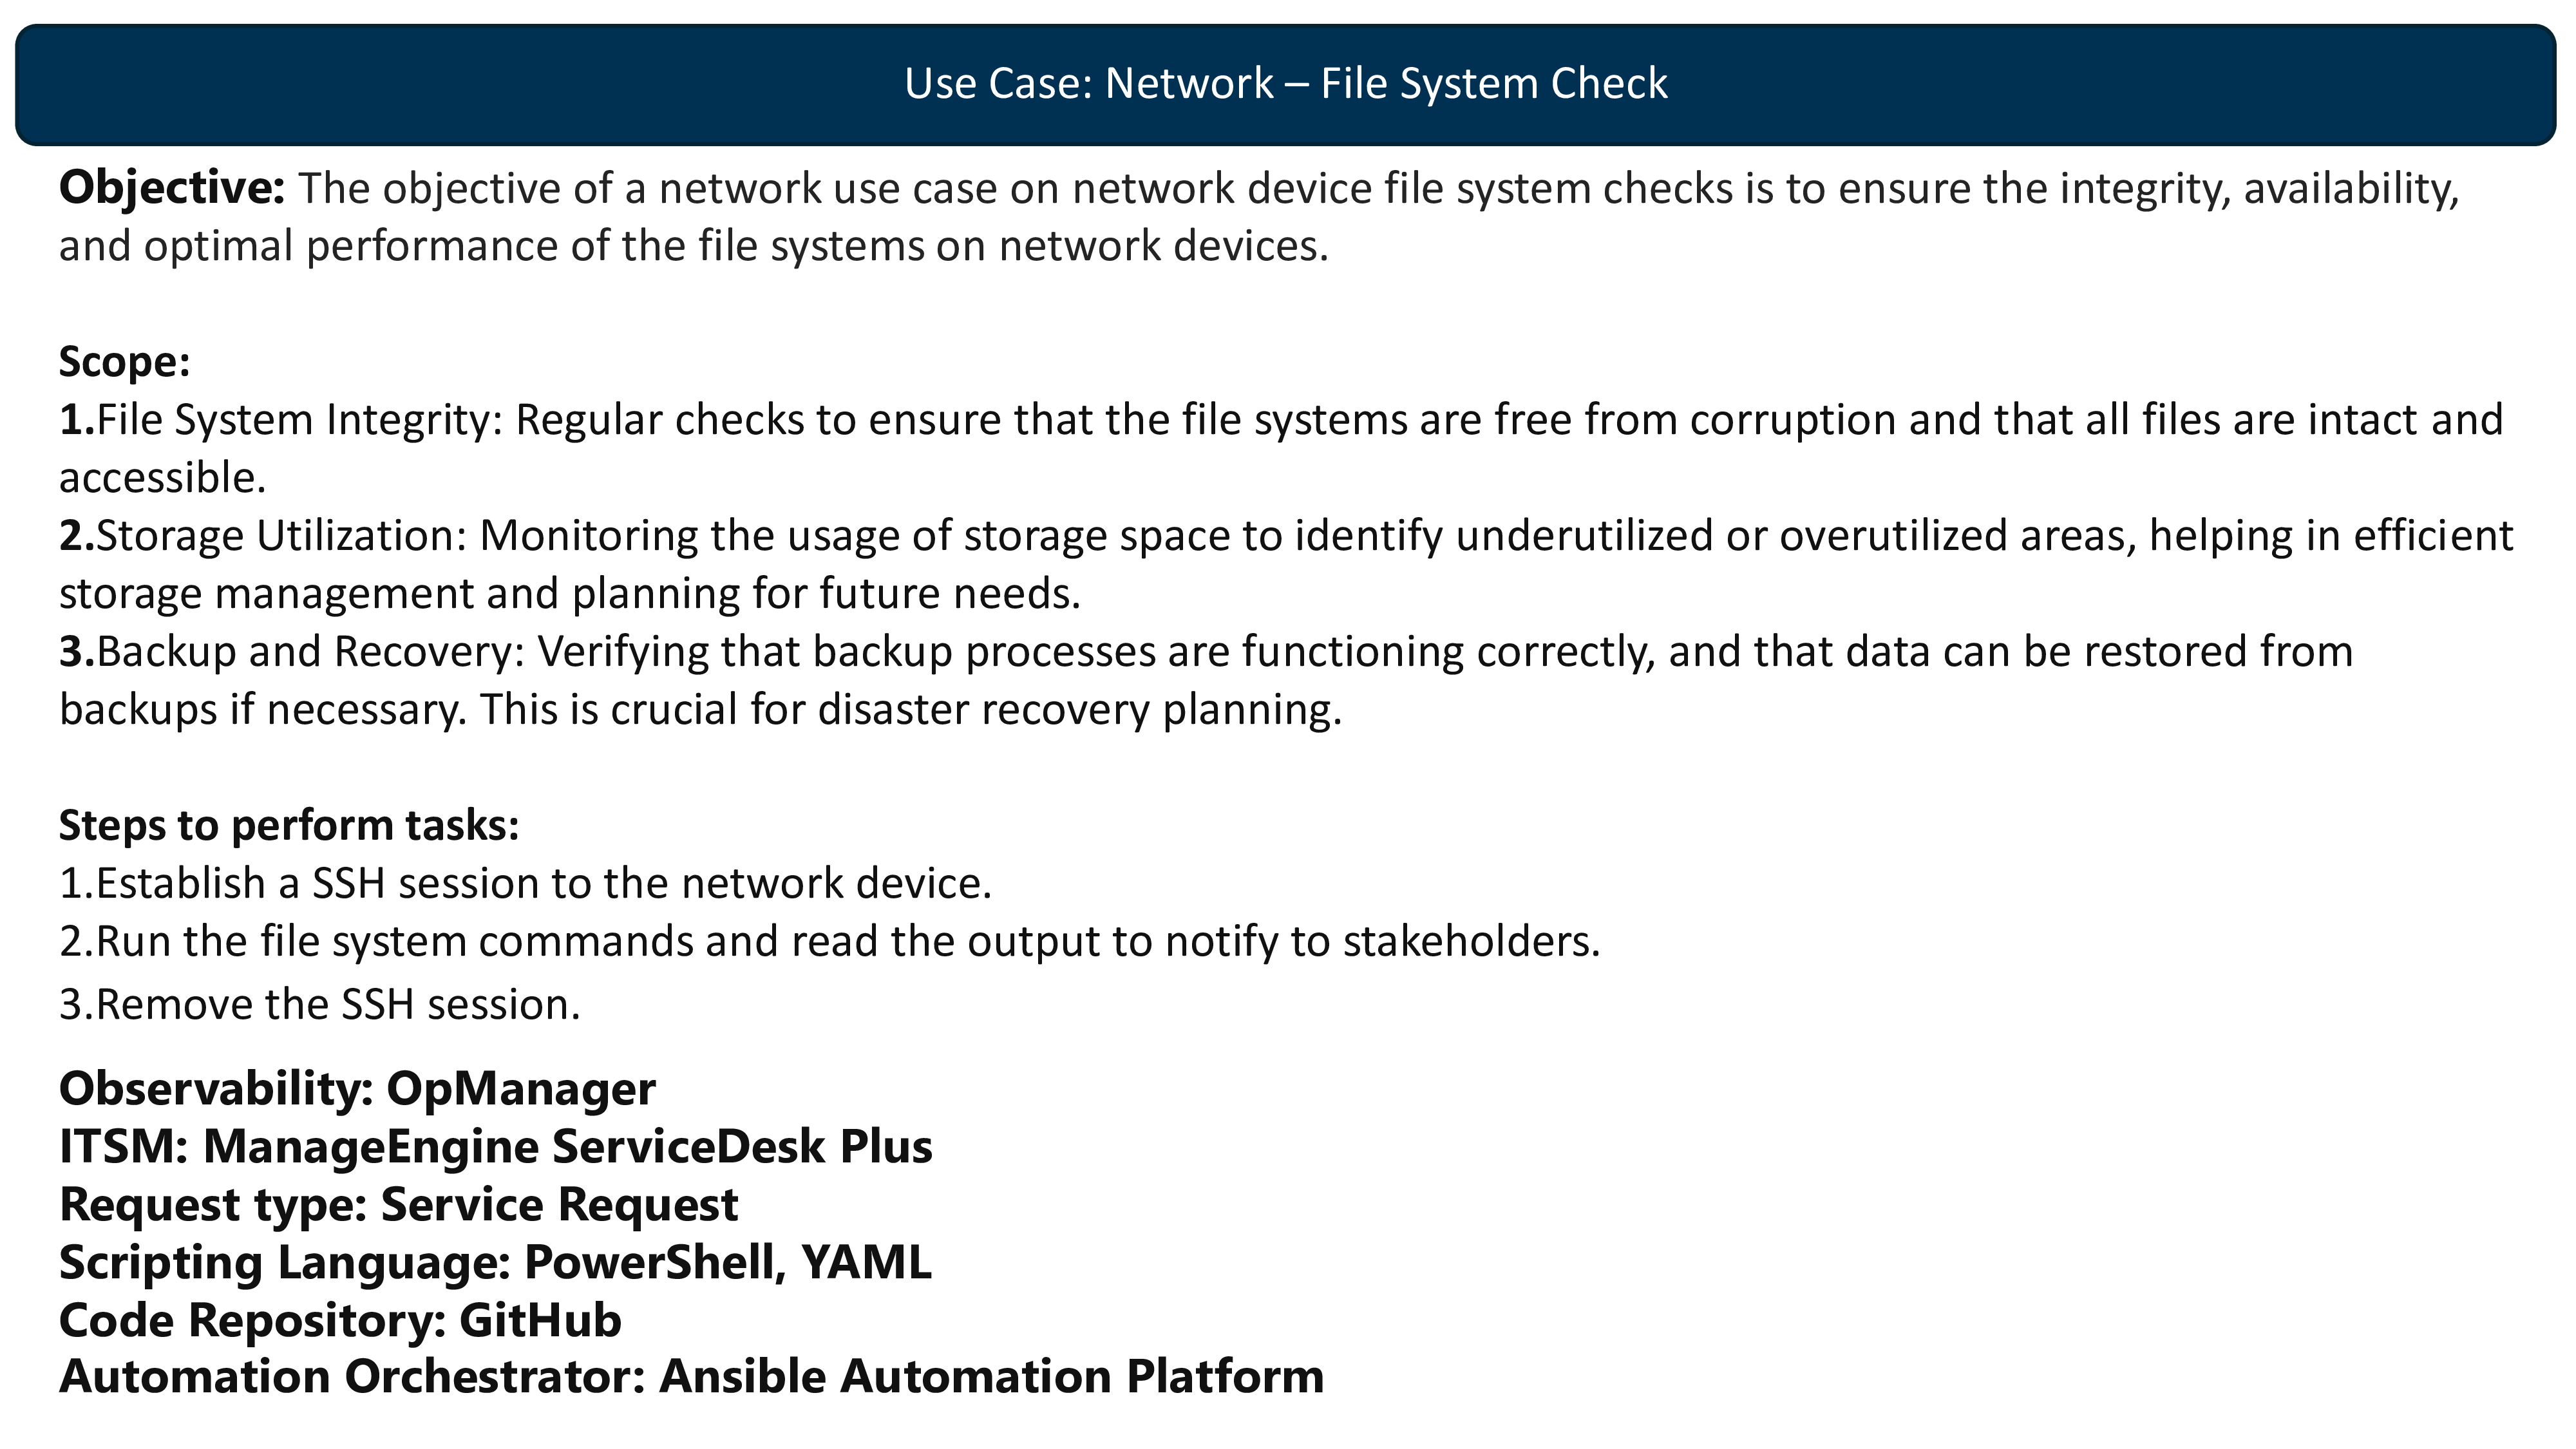 Use Case: Network – File System Check
Objective: The objective of a network use case on network device file system checks is to ensure the integrity, availability,
and optimal performance of the file systems on network devices.
Scope:
1.File System Integrity: Regular checks to ensure that the file systems are free from corruption and that all files are intact and
accessible.
2.Storage Utilization: Monitoring the usage of storage space to identify underutilized or overutilized areas, helping in efficient
storage management and planning for future needs.
3.Backup and Recovery: Verifying that backup processes are functioning correctly, and that data can be restored from
backups if necessary. This is crucial for disaster recovery planning.
Steps to perform tasks:
1.Establish a SSH session to the network device.
2.Run the file system commands and read the output to notify to stakeholders.
3.Remove the SSH session.
Observability: OpManager
ITSM: ManageEngine ServiceDesk Plus
Request type: Service Request
Scripting Language: PowerShell, YAML
Code Repository: GitHub
Automation Orchestrator: Ansible Automation Platform